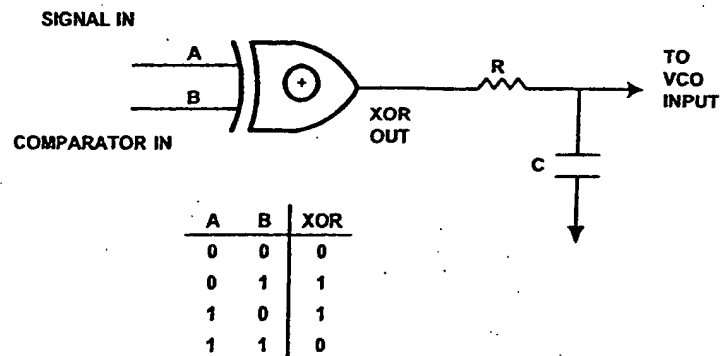 SIGNAL IN
A
B
COMPARATOR IN
+
XOR
OUT
R
C
TO
VCO
INPUT
A B XOR
0 0 0
0 1 1
1 0 1
1 1 0